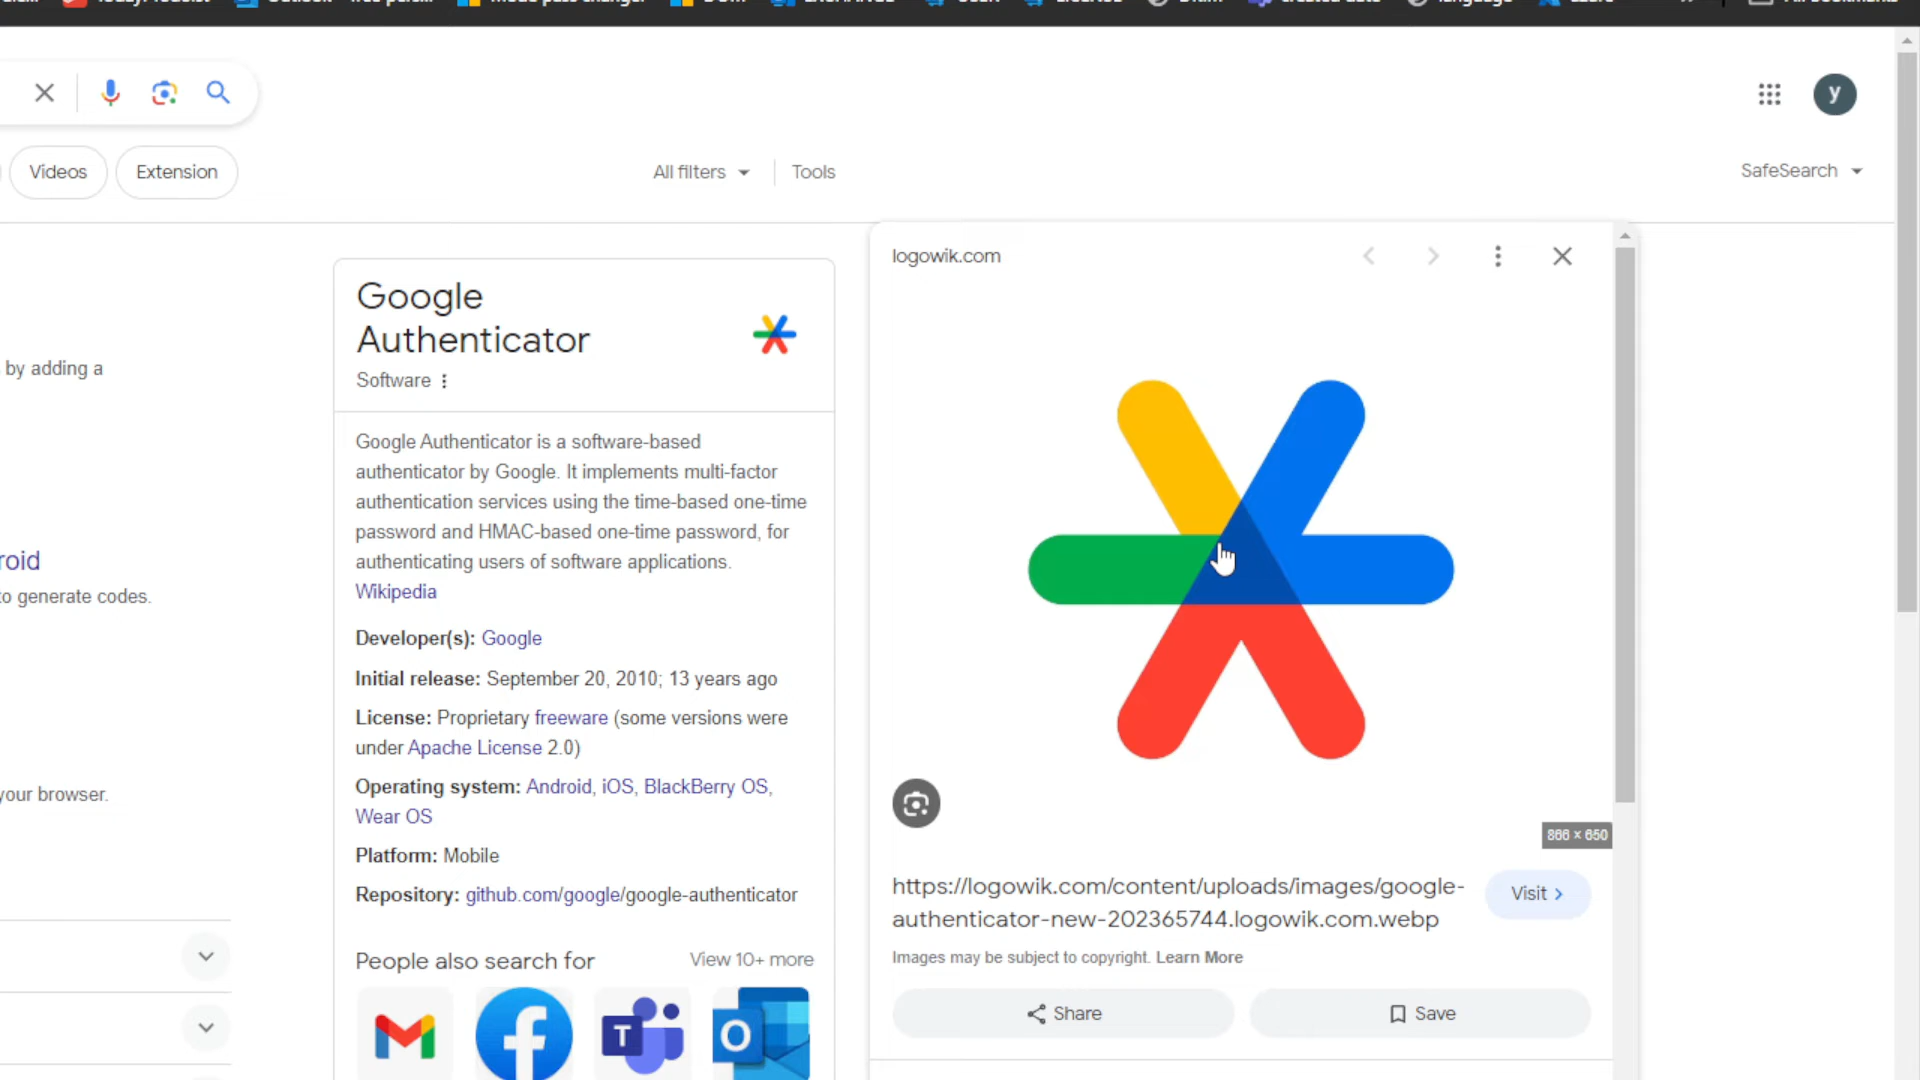 y
Videos
Extension
All filters
Tools
SafeSearch
by adding a
roid
to generate codes.
your browser.
Google
Authenticator
Software
Google Authenticator is a software-based
authenticator by Google. It implements multi-factor
authentication services using the time-based one-time
password and HMAC-based one-time password, for
authenticating users of software applications.
Wikipedia
Developer(s): Google
Initial release: September 20, 2010; 13 years ago
License: Proprietary freeware (some versions were
under Apache License 2.0)
Operating system: Android, iOS, BlackBerry OS,
Wear OS
Platform: Mobile
Repository: github.com/google/google-authenticator
People also search for
View 10+ more
T
O
logowik.com
866 × 650
https://logowik.com/content/uploads/images/google-
authenticator-new-202365744.logowik.com.webp
Visit
Images may be subject to copyright. Learn More
Share
Save